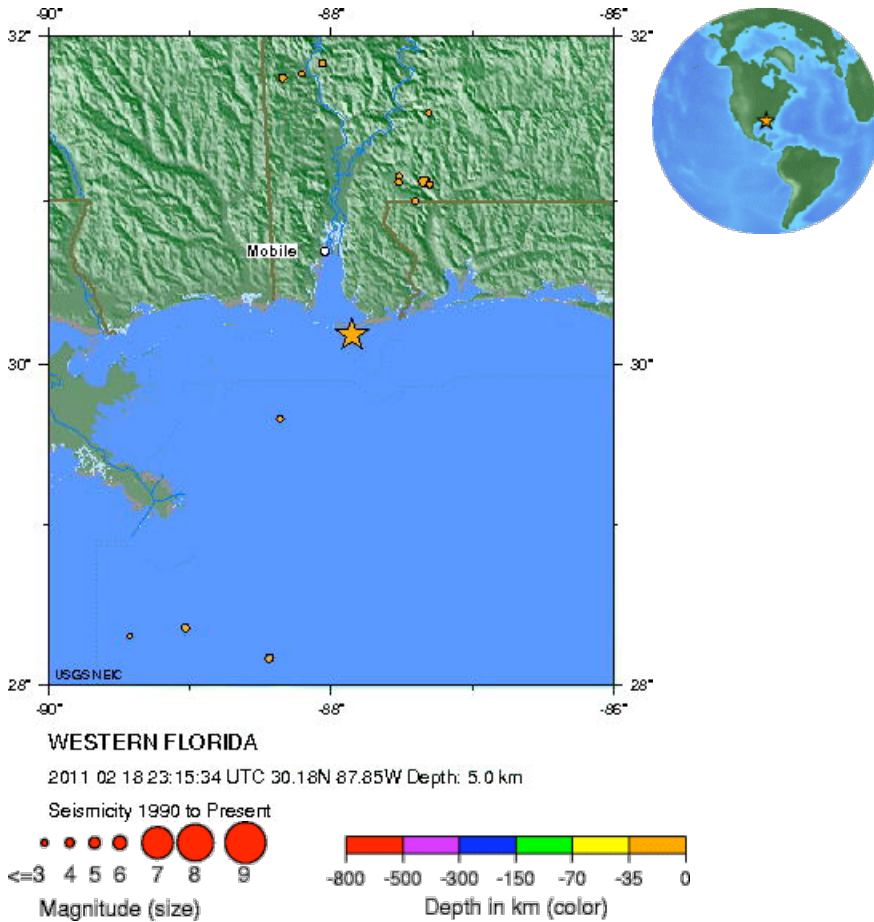 -90° -88° -86°
32° 32°
Mobile
30° 30°
28° 28°
USGS NEIC
-90° -88° -86°
WESTERN FLORIDA
2011 02 18 23:15:34 UTC 30.18N 87.85W Depth: 5.0 km
Seismicity 1990 to Present
<=3 4 5 6 7 8 9
-800 -500 -300 -150 -70 -35 0
Magnitude (size)
Depth in km (color)